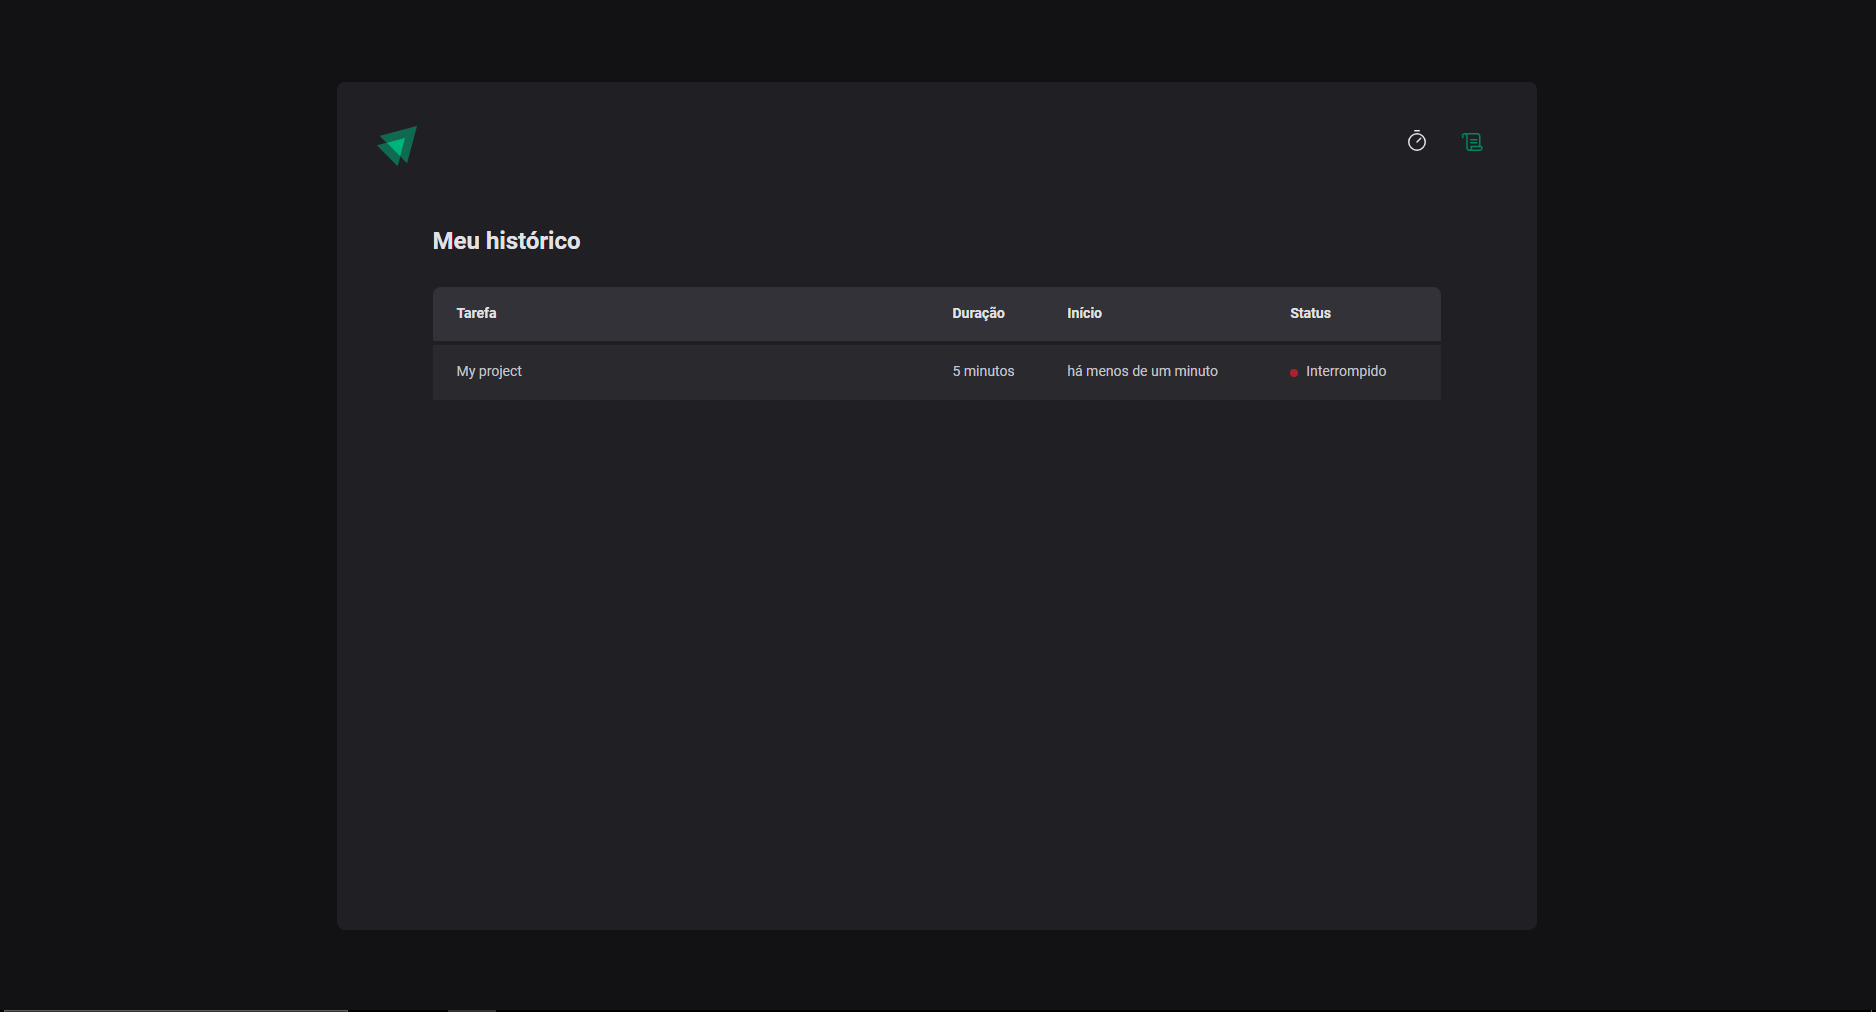 Meu histórico
Tarefa Duração Início Status
My project 5 minutos há menos de um minuto Interrompido